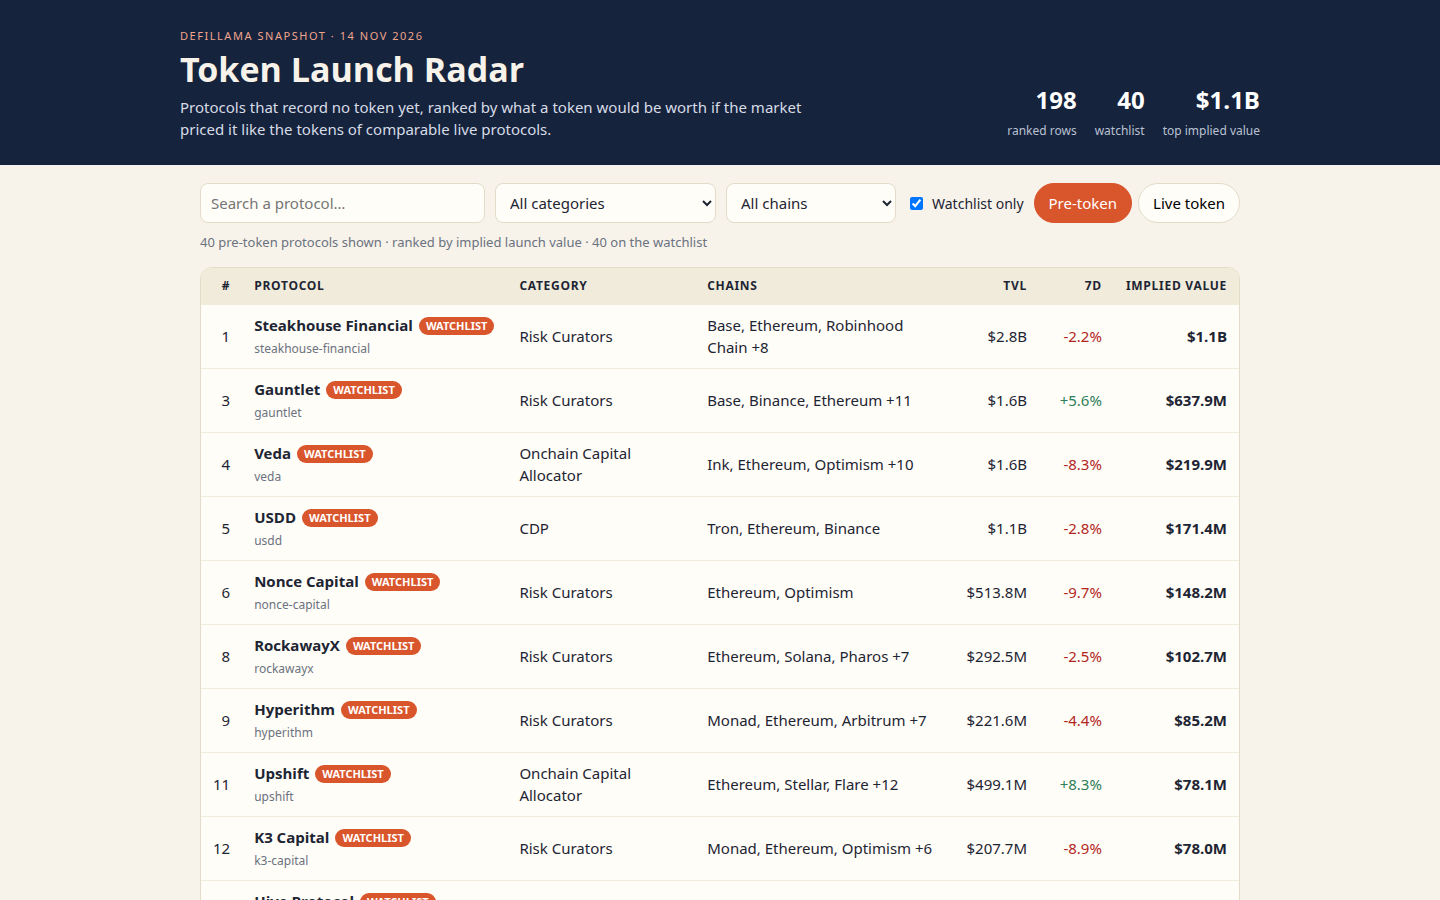 DEFILLAMA SNAPSHOT · 14 NOV 2026
Token Launch Radar
Protocols that record no token yet, ranked by what a token would be worth if the market
priced it like the tokens of comparable live protocols.
198 40 $1.1B
ranked rows watchlist top implied value
Search a protocol... All categories All chains Watchlist only Pre-token Live token
40 pre-token protocols shown · ranked by implied launch value · 40 on the watchlist
# PROTOCOL CATEGORY CHAINS TVL 7D IMPLIED VALUE
1 Steakhouse Financial WATCHLIST Risk Curators Base, Ethereum, Robinhood $2.8B -2.2% $1.1B
steakhouse-financial Chain +8
3 Gauntlet WATCHLIST Risk Curators Base, Binance, Ethereum +11 $1.6B +5.6% $637.9M
gauntlet
4 Veda WATCHLIST Onchain Capital Ink, Ethereum, Optimism +10 $1.6B -8.3% $219.9M
veda Allocator
5 USDD WATCHLIST CDP Tron, Ethereum, Binance $1.1B -2.8% $171.4M
usdd
6 Nonce Capital WATCHLIST Risk Curators Ethereum, Optimism $513.8M -9.7% $148.2M
nonce-capital
8 RockawayX WATCHLIST Risk Curators Ethereum, Solana, Pharos +7 $292.5M -2.5% $102.7M
rockawayx
9 Hyperithm WATCHLIST Risk Curators Monad, Ethereum, Arbitrum +7 $221.6M -4.4% $85.2M
hyperithm
11 Upshift WATCHLIST Onchain Capital Ethereum, Stellar, Flare +12 $499.1M +8.3% $78.1M
upshift Allocator
12 K3 Capital WATCHLIST Risk Curators Monad, Ethereum, Optimism +6 $207.7M -8.9% $78.0M
k3-capital